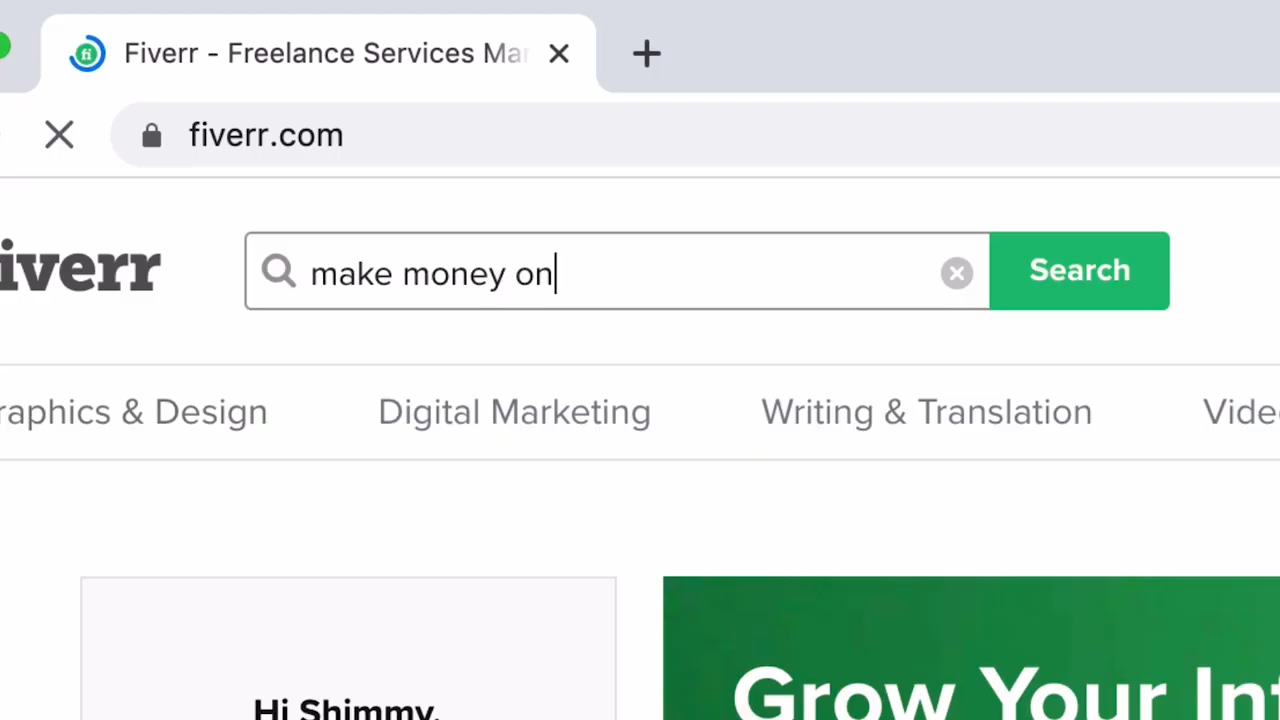 Fiverr - Freelance Services Mar
fiverr.com
iverr
make money on
Search
raphics & Design
Digital Marketing
Writing & Translation
Vide
Hi Shimmy,
Grow Your Int